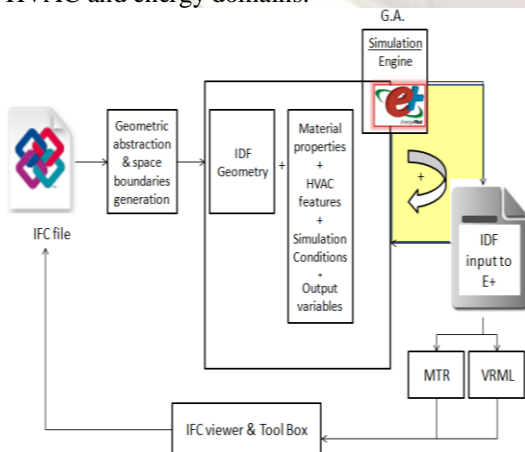 HVAC and energy domains.
G.A.
Simulation
Engine
e+
EnergyPlus
Geometric
abstraction
& space
boundaries
generation
IDF
Geometry
+
Material
properties
+
HVAC
features
+
Simulation
Conditions
+
Output
variables
+
IFC file
IDF
input to
E+
MTR
VRML
IFC viewer & Tool Box